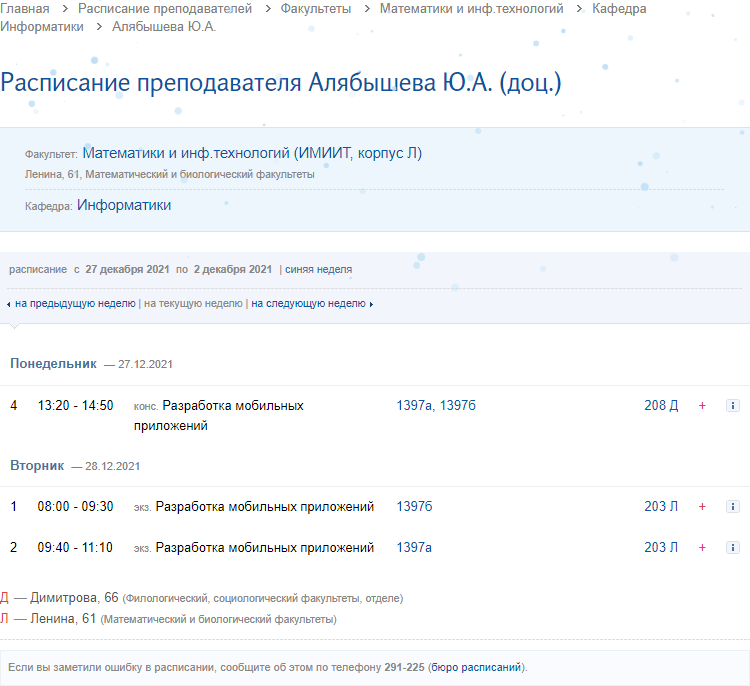 Главная > Расписание преподавателей > Факультеты > Математики и инф.технологий > Кафедра
Информатики > Алябышева Ю.А.
Расписание преподавателя Алябышева Ю.А. (доц.)
Факультет: Математики и инф.технологий (ИМИИТ, корпус Л)
Ленина, 61, Математический и биологический факультеты
Кафедра: Информатики
расписание с 27 декабря 2021 по 2 декабря 2021 | синяя неделя
на предыдущую неделю | на текущую неделю | на следующую неделю
Понедельник — 27.12.2021
4 13:20 - 14:50 конс. Разработка мобильных 1397а, 1397б 208 Д + i
приложений
Вторник — 28.12.2021
1 08:00 - 09:30 экз. Разработка мобильных приложений 1397б 203 Л + i
2 09:40 - 11:10 экз. Разработка мобильных приложений 1397а 203 Л + i
Д — Димитрова, 66 (Филологический, социологический факультеты, отделе)
Л — Ленина, 61 (Математический и биологический факультеты)
Если вы заметили ошибку в расписании, сообщите об этом по телефону 291-225 (бюро расписаний).